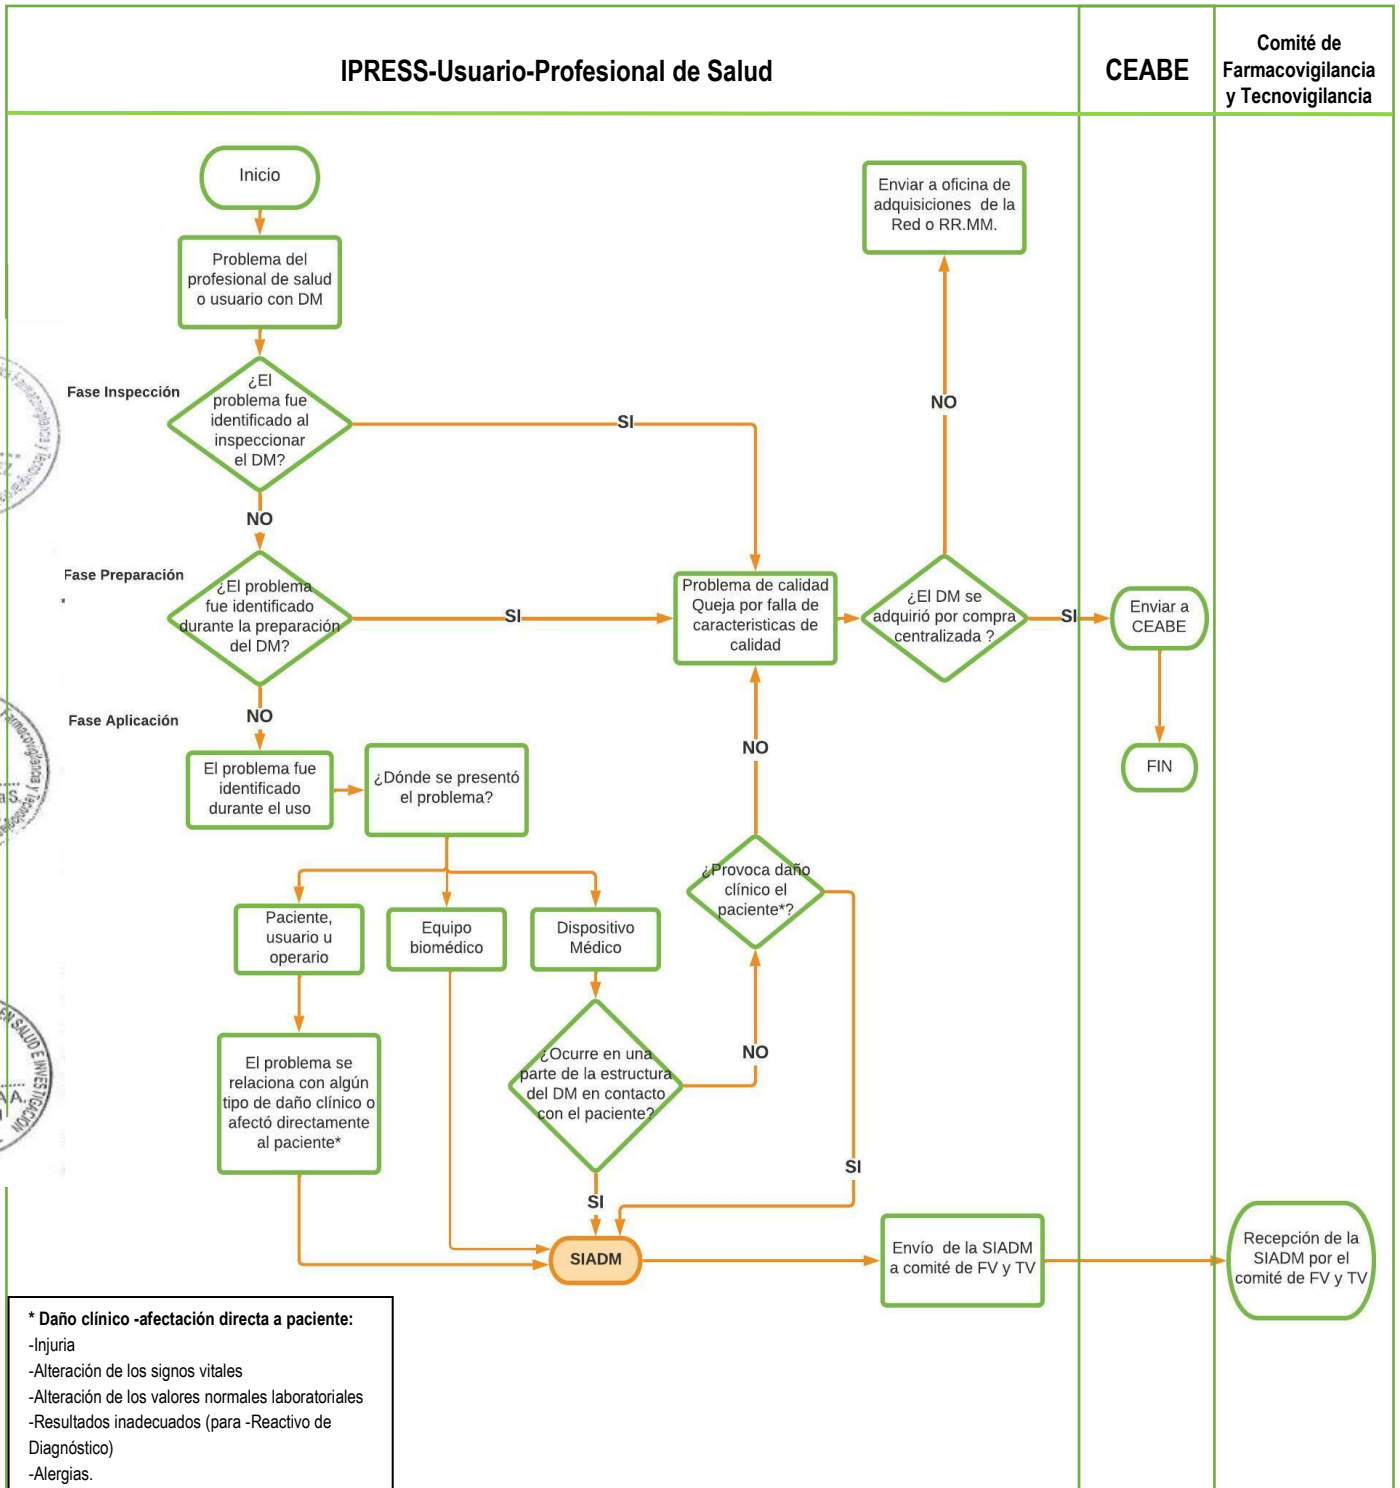 IPRESS-Usuario-Profesional de Salud
CEABE
Comité de
Farmacovigilancia
y Tecnovigilancia
Inicio
Problema del
profesional de salud
o usuario con DM
Fase Inspección
¿El
problema fue
identificado al
inspeccionar
el DM?
SI
NO
Fase Preparación
¿El problema
fue identificado
durante la preparación
del DM?
SI
NO
Problema de calidad
Queja por falla de
caracteristicas de
calidad
¿El DM se
adquirió por compra
centralizada ?
NO
Enviar a oficina de
adquisiciones de la
Red o RR.MM.
SI
Enviar a
CEABE
FIN
Fase Aplicación
El problema fue
identificado
durante el uso
¿Dónde se presentó
el problema?
Paciente,
usuario u
operario
Equipo
biomédico
Dispositivo
Médico
El problema se
relaciona con algún
tipo de daño clínico o
afectó directamente
al paciente*
¿Ocurre en una
parte de la estructura
del DM en contacto
con el paciente?
NO
SI
¿Provoca daño
clínico el
paciente*?
NO
SI
SIADM
Envío de la SIADM
a comité de FV y TV
Recepción de la
SIADM por el
comité de FV y TV
* Daño clínico -afectación directa a paciente:
-Injuria
-Alteración de los signos vitales
-Alteración de los valores normales laboratoriales
-Resultados inadecuados (para -Reactivo de
Diagnóstico)
-Alergias.
Farmacovigilancia y Tecnovigilancia
Farmacovigilancia y
EN SALUD E INVESTIGACIÓN